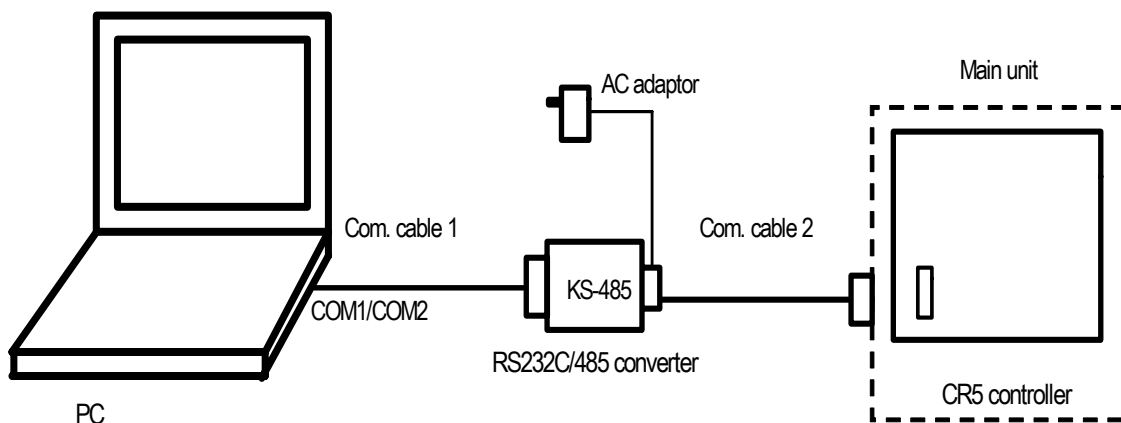 AC adaptor
Main unit
Com. cable 1
Com. cable 2
KS-485
COM1/COM2
RS232C/485 converter
CR5 controller
PC